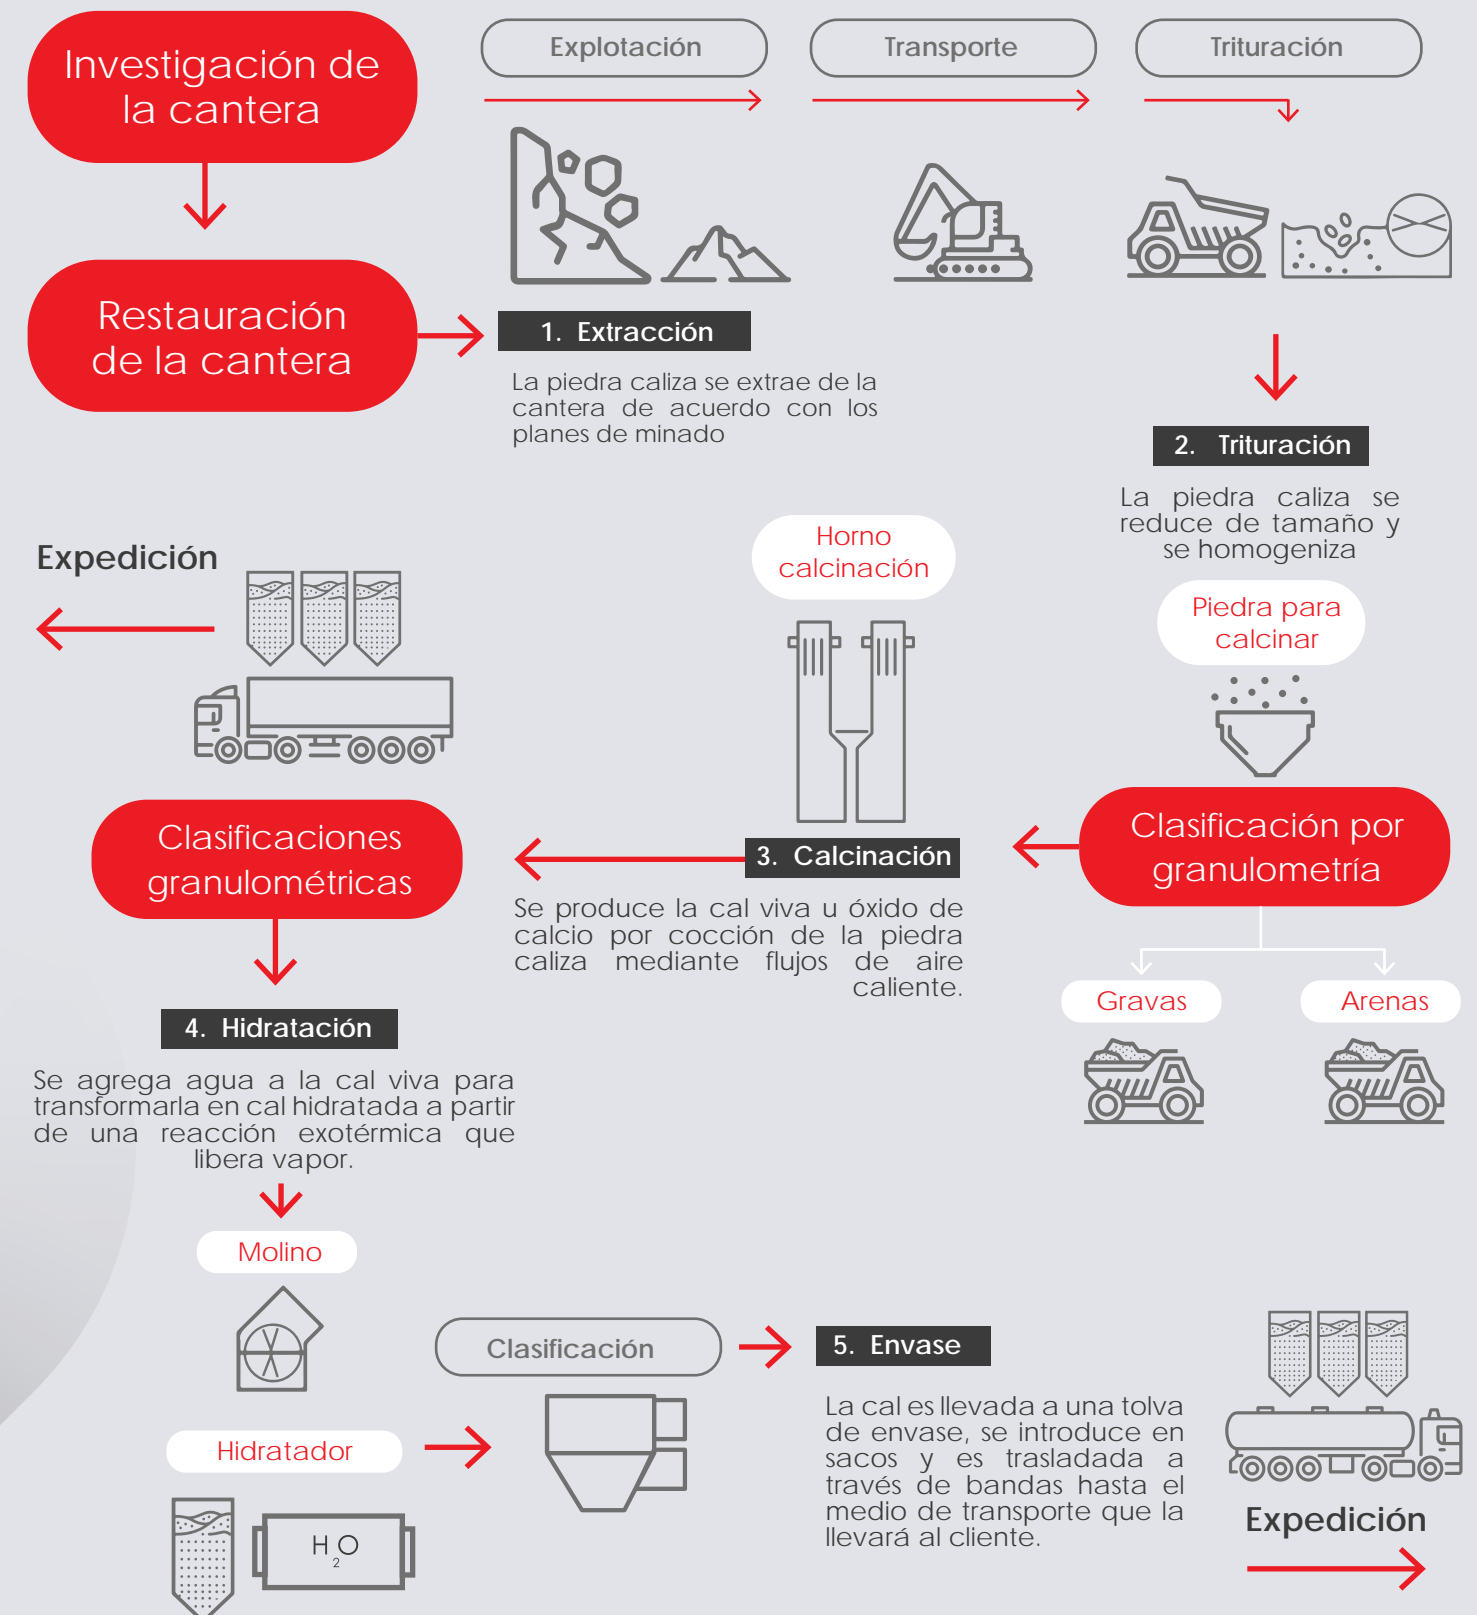 Investigación de
la cantera
Restauración
de la cantera
Explotación
Transporte
Trituración
1. Extracción
La piedra caliza se extrae de la
cantera de acuerdo con los
planes de minado
2. Trituración
La piedra caliza se
reduce de tamaño y
se homogeniza
Piedra para
calcinar
Clasificación por
granulometría
Gravas
Arenas
Horno
calcinación
3. Calcinación
Se produce la cal viva u óxido de
calcio por cocción de la piedra
caliza mediante flujos de aire
caliente.
Expedición
Clasificaciones
granulométricas
4. Hidratación
Se agrega agua a la cal viva para
transformarla en cal hidratada a partir
de una reacción exotérmica que
libera vapor.
Molino
Hidratador
H2O
Clasificación
5. Envase
La cal es llevada a una tolva
de envase, se introduce en
sacos y es trasladada a
través de bandas hasta el
medio de transporte que la
llevará al cliente.
Expedición